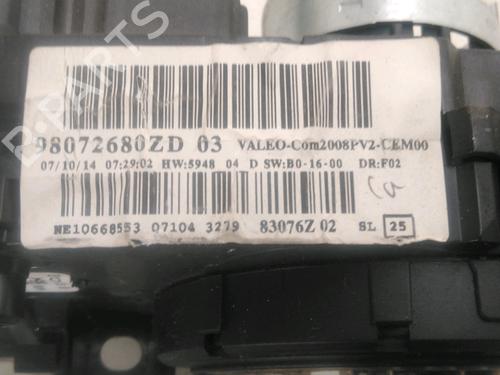 98072680ZD 03 VALEO-Com2008PV2-CEM00
07/10/14 07:29:02 HW:5948 04 D SW:B0-16-00 DR:F02
NE10668553 07104 3279 83076Z 02 SL 25
B-PARTS